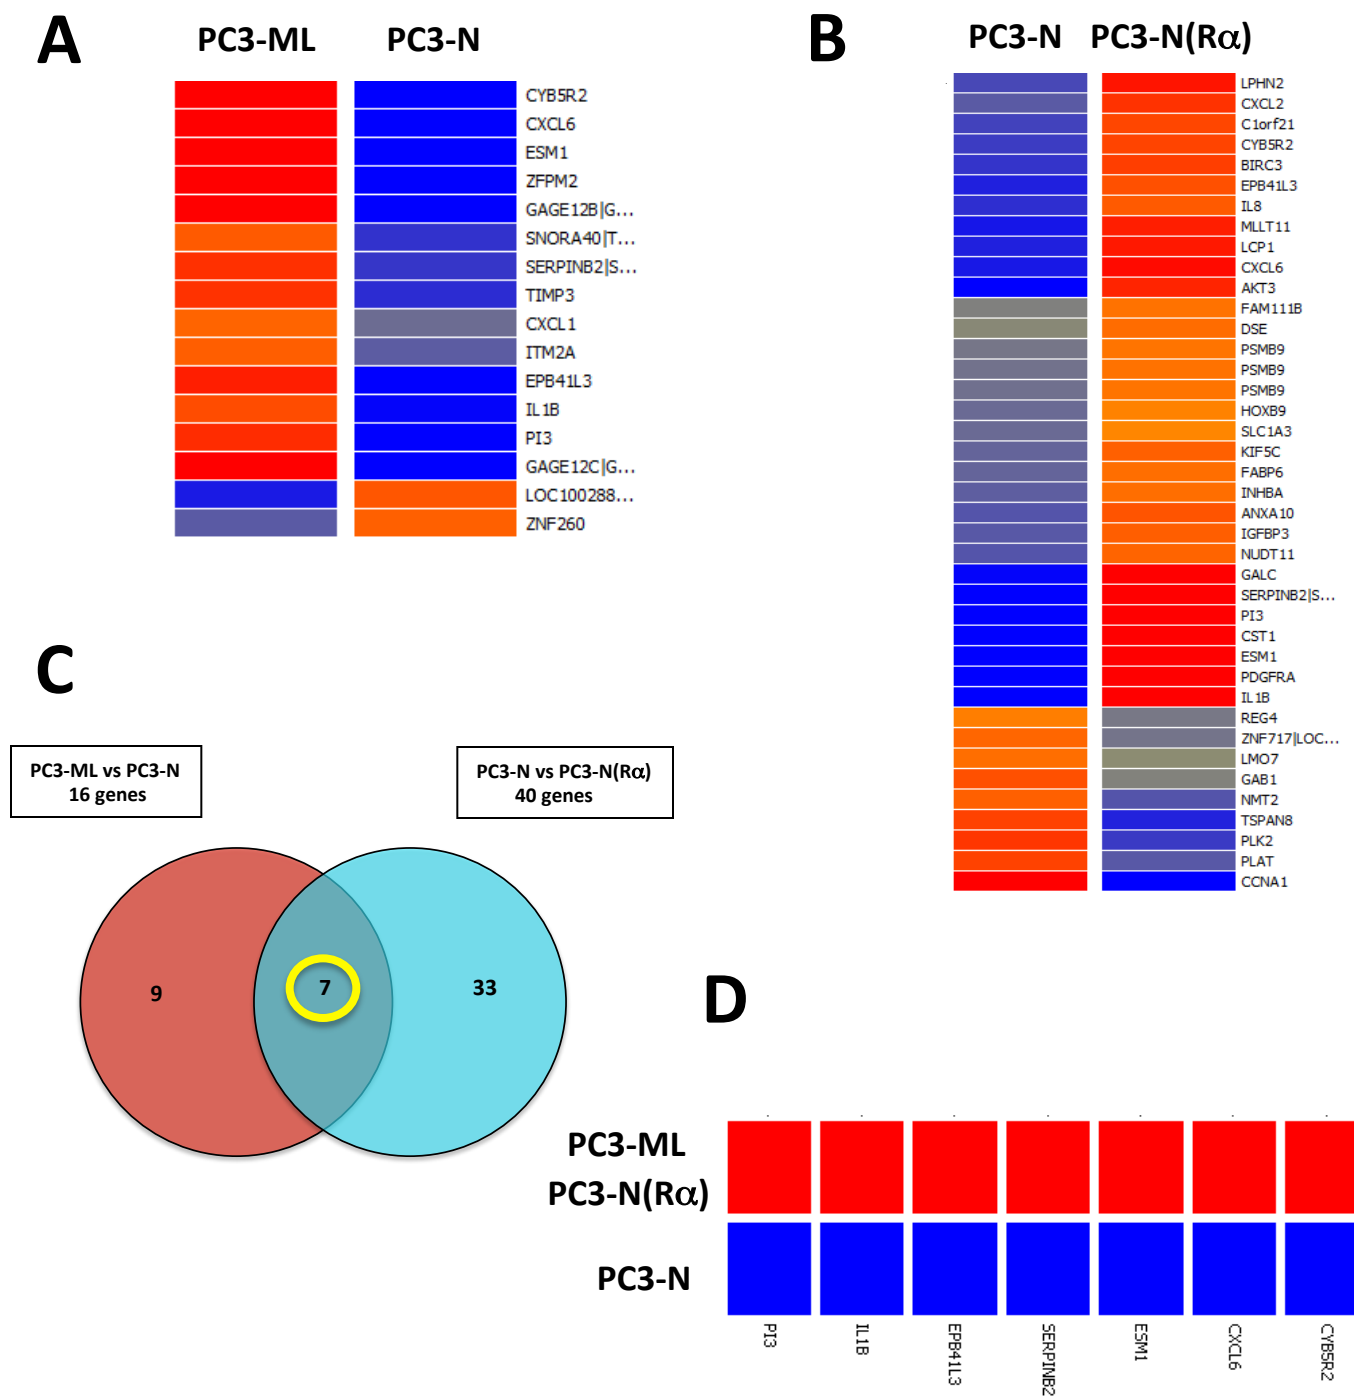 A
PC3-ML PC3-N
CYB5R2
CXCL6
ESM1
ZFPM2
GAGE12B|G...
SNORA40|T...
SERPINB2|S...
TIMP3
CXCL1
ITM2A
EPB41L3
IL1B
PI3
GAGE12C|G...
LOC100288...
ZNF260
B
PC3-N PC3-N(Rα)
LPHN2
CXCL2
C1orf21
CYB5R2
BIRC3
EPB41L3
IL8
MLLT11
LCP1
CXCL6
AKT3
FAM111B
DSE
PSMB9
PSMB9
PSMB9
HOXB9
SLC1A3
KIF5C
FABP6
INHBA
ANXA10
IGFBP3
NUDT11
GALC
SERPINB2|S...
PI3
CST1
ESM1
PDGFRA
IL1B
REG4
ZNF717|LOC...
LMO7
GAB1
NMT2
TSPAN8
PLK2
PLAT
CCNA1
C
PC3-ML vs PC3-N
16 genes
PC3-N vs PC3-N(Rα)
40 genes
9
7
33
D
PC3-ML
PC3-N(Rα)
PC3-N
PI3
IL1B
EPB41L3
SERPINB2
ESM1
CXCL6
CYB5R2